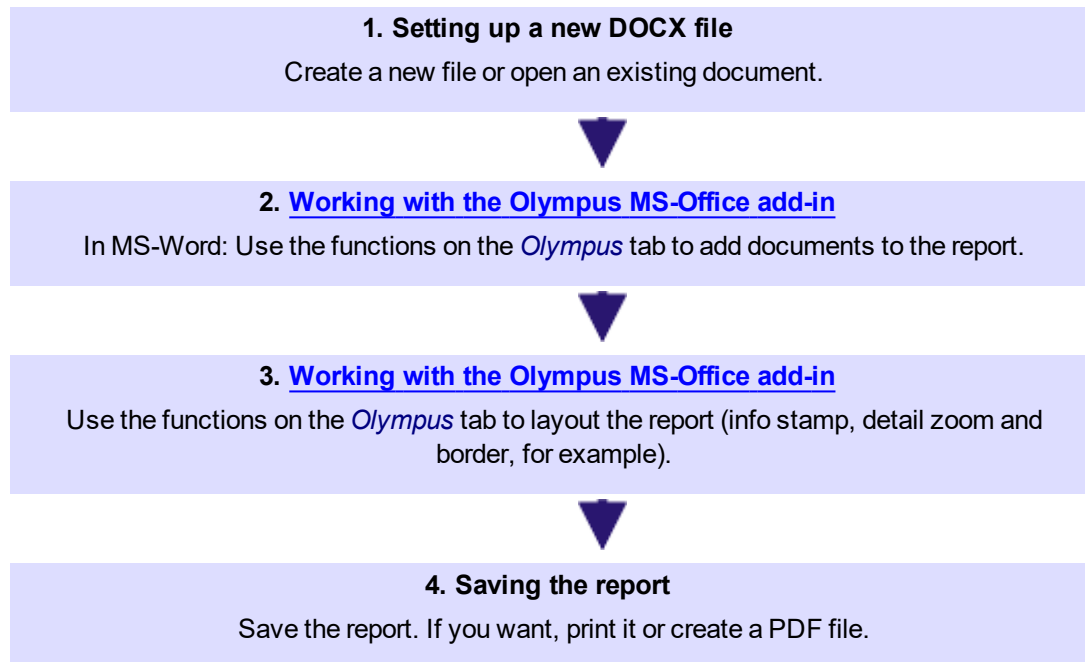 1. Setting up a new DOCX file
Create a new file or open an existing document.
2. Working with the Olympus MS-Office add-in
In MS-Word: Use the functions on the Olympus tab to add documents to the report.
3. Working with the Olympus MS-Office add-in
Use the functions on the Olympus tab to layout the report (info stamp, detail zoom and
border, for example).
4. Saving the report
Save the report. If you want, print it or create a PDF file.